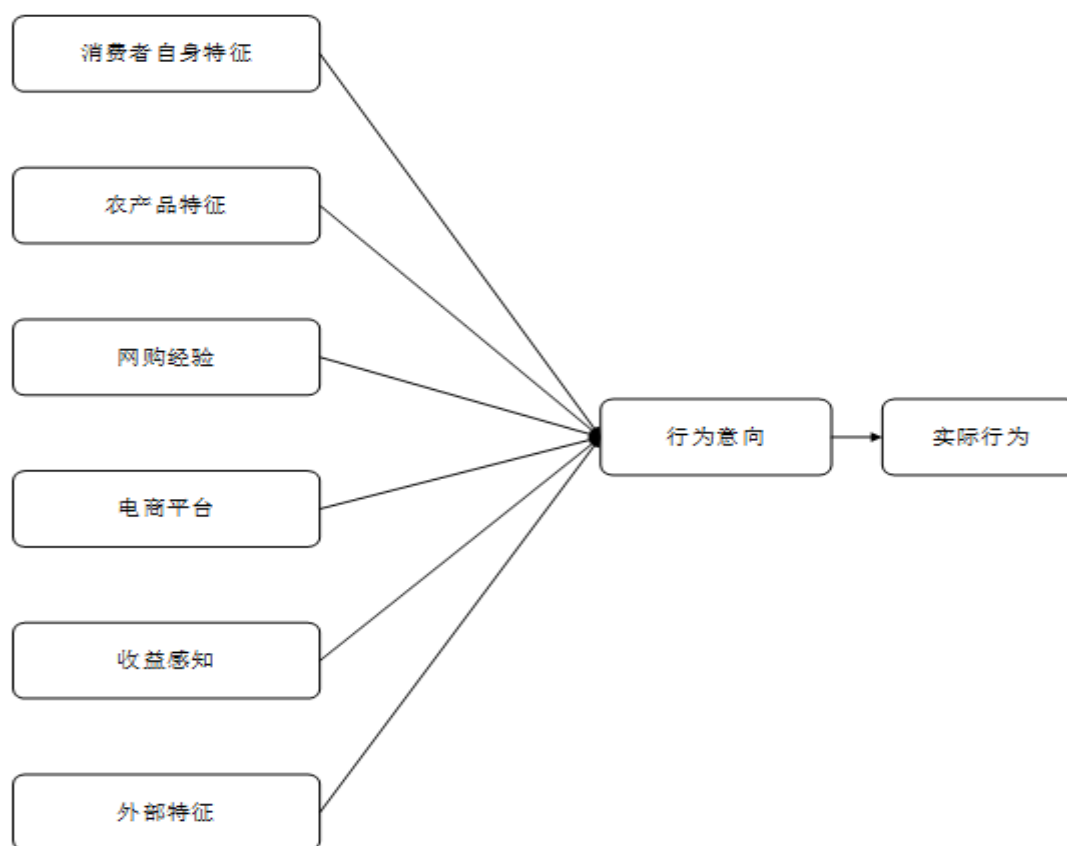 消费者自身特征
农产品特征
网购经验
电商平台
收益感知
外部特征
行为意向
实际行为